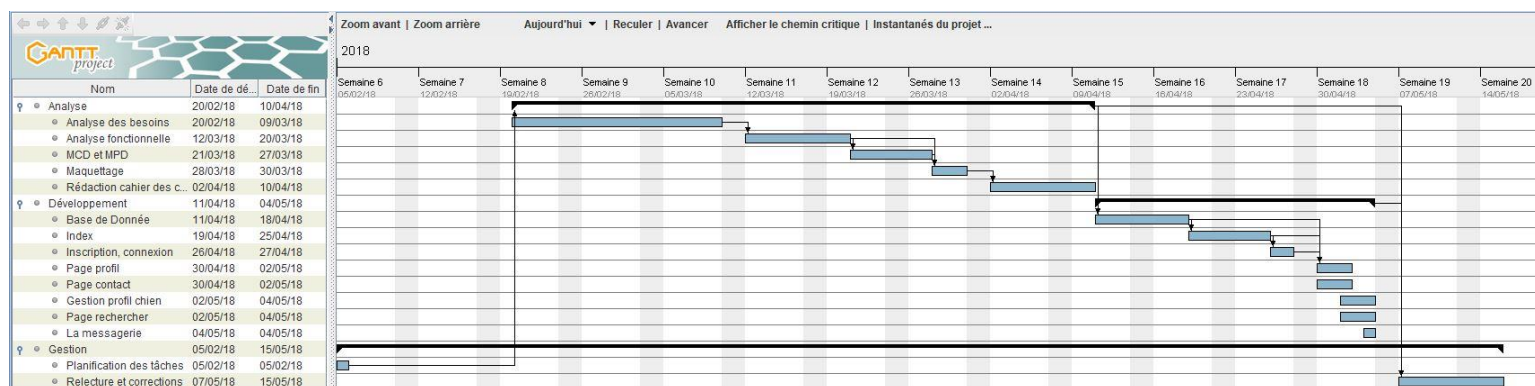 Zoom avant | Zoom arrière Aujourd'hui | Reculer | Avancer Afficher le chemin critique | Instantanés du projet ...
GANTT
project
2018
Nom Date de dé... Date de fin
Semaine 6 Semaine 7 Semaine 8 Semaine 9 Semaine 10 Semaine 11 Semaine 12 Semaine 13 Semaine 14 Semaine 15 Semaine 16 Semaine 17 Semaine 18 Semaine 19 Semaine 20
05/02/18 12/02/18 19/02/18 26/02/18 05/03/18 12/03/18 19/03/18 26/03/18 02/04/18 09/04/18 16/04/18 23/04/18 30/04/18 07/05/18 14/05/18
Analyse 20/02/18 10/04/18
Analyse des besoins 20/02/18 09/03/18
Analyse fonctionnelle 12/03/18 20/03/18
MCD et MPD 21/03/18 27/03/18
Maquettage 28/03/18 30/03/18
Rédaction cahier des c... 02/04/18 10/04/18
Développement 11/04/18 04/05/18
Base de Donnée 11/04/18 18/04/18
Index 19/04/18 25/04/18
Inscription, connexion 26/04/18 27/04/18
Page profil 30/04/18 02/05/18
Page contact 30/04/18 02/05/18
Gestion profil chien 02/05/18 04/05/18
Page rechercher 02/05/18 04/05/18
La messagerie 04/05/18 04/05/18
Gestion 05/02/18 15/05/18
Planification des tâches 05/02/18 05/02/18
Relecture et corrections 07/05/18 15/05/18